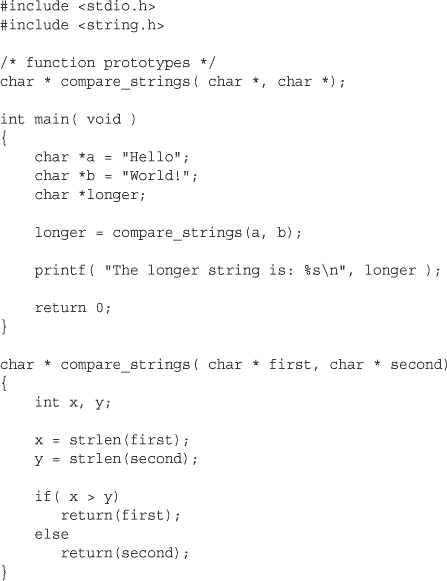 #include <stdio.h>
#include <string.h>
/* function prototypes */
char * compare_strings( char *, char *);
int main( void )
{
    char *a = "Hello";
    char *b = "World!";
    char *longer;
    longer = compare_strings(a, b);
    printf( "The longer string is: %s\n", longer );
    return 0;
}
char * compare_strings( char * first, char * second)
{
    int x, y;
    x = strlen(first);
    y = strlen(second);
    if( x > y)
       return(first);
    else
       return(second);
}